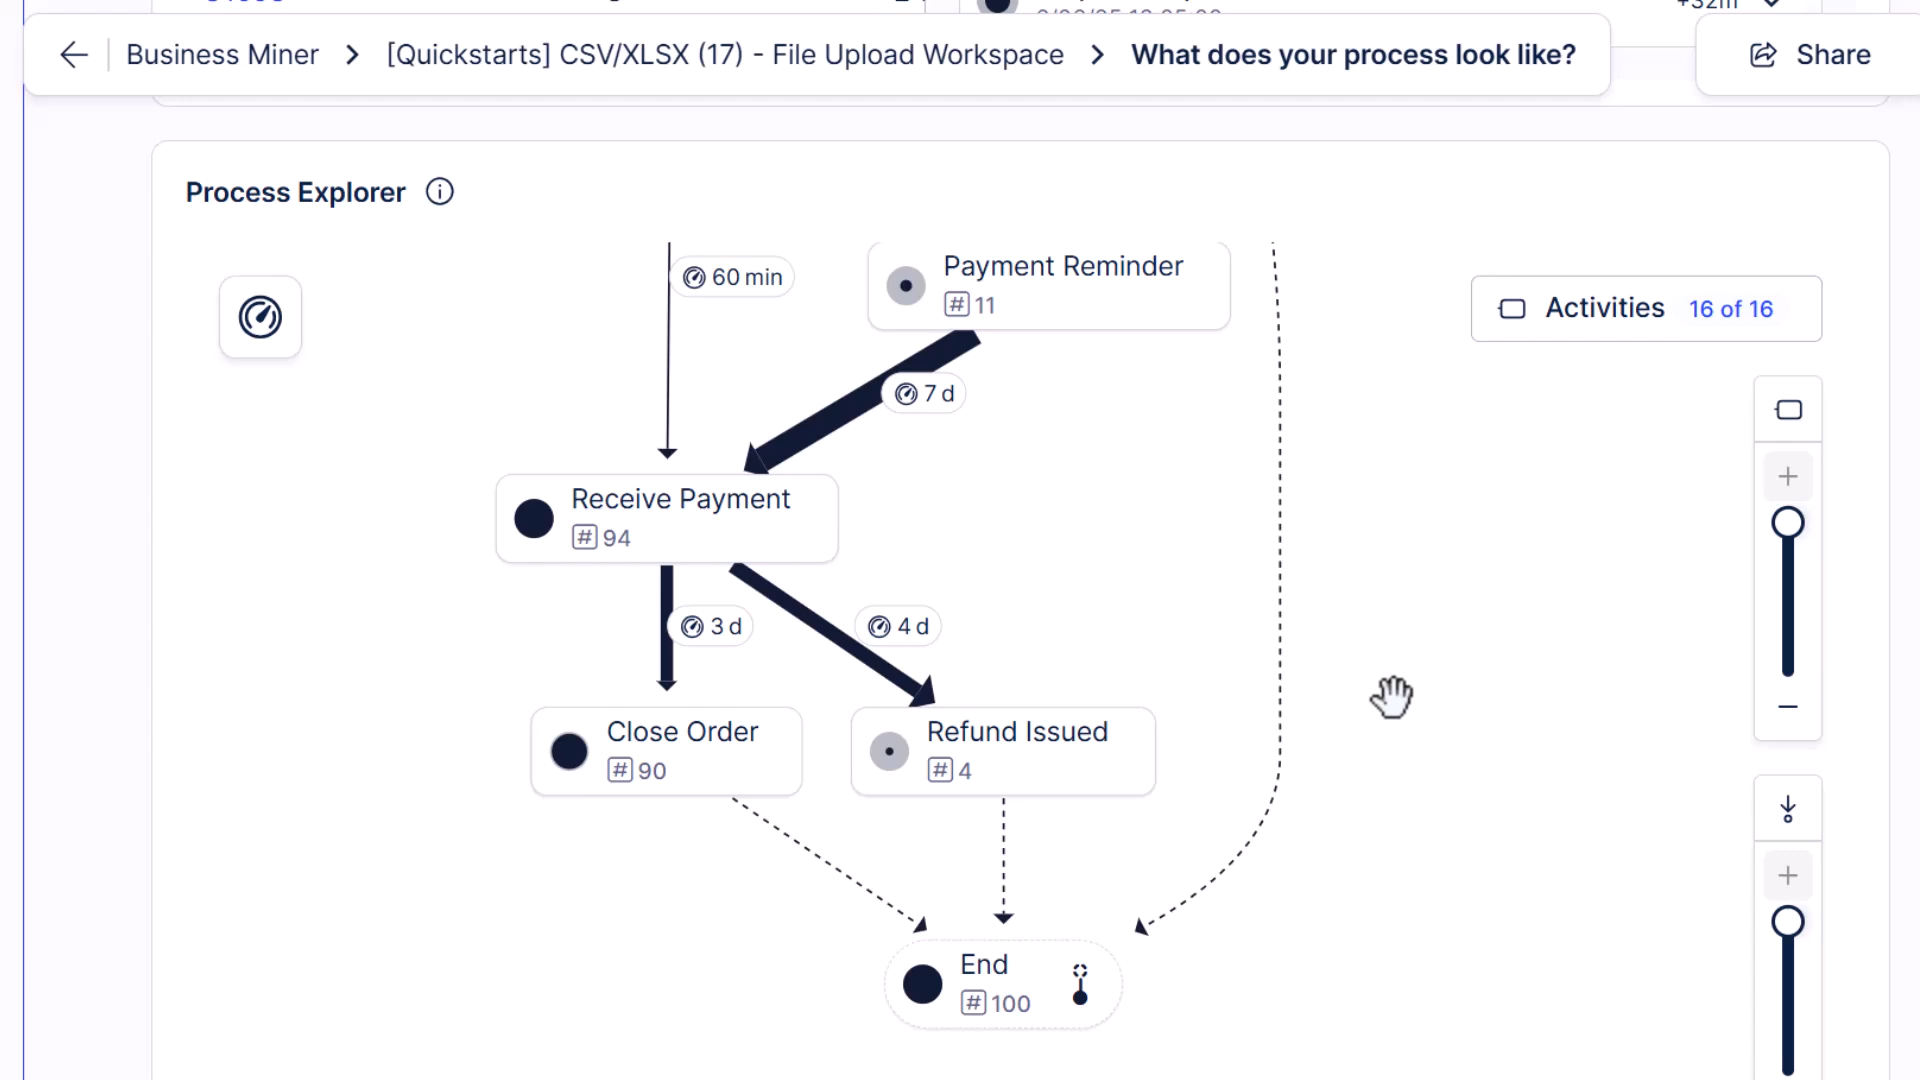 Business Miner
[Quickstarts] CSV/XLSX (17) - File Upload Workspace
What does your process look like?
Share
+32m
Process Explorer
60 min
Payment Reminder
# 11
Activities 16 of 16
7 d
Receive Payment
# 94
3 d
4 d
Close Order
# 90
Refund Issued
# 4
End
# 100